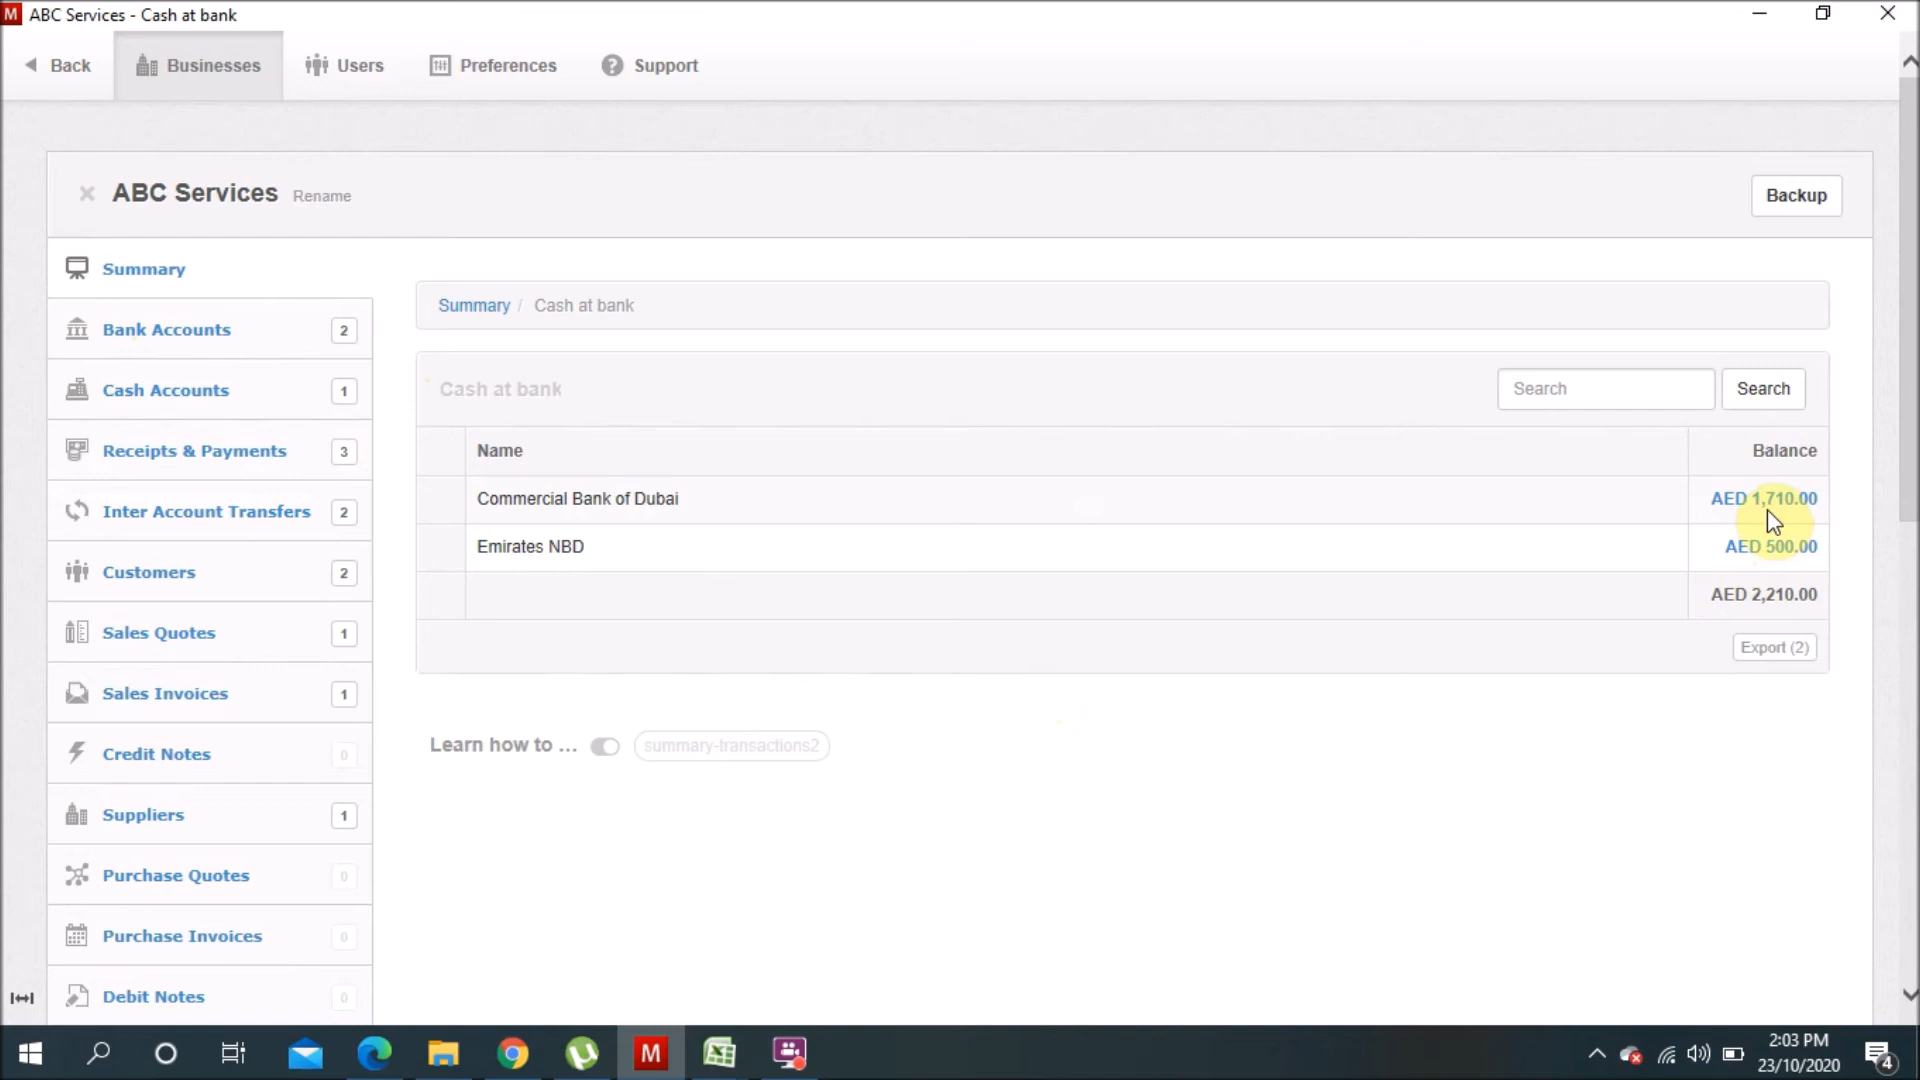 M ABC Services - Cash at bank
Back Businesses Users Preferences Support
ABC Services Rename Backup
Summary
Bank Accounts 2
Cash Accounts 1
Receipts & Payments 3
Inter Account Transfers 2
Customers 2
Sales Quotes 1
Sales Invoices 1
Credit Notes 0
Suppliers 1
Purchase Quotes 0
Purchase Invoices 0
Debit Notes 0
Summary / Cash at bank
Cash at bank Search Search
Name Balance
Commercial Bank of Dubai AED 1,710.00
Emirates NBD AED 500.00
AED 2,210.00
Export (2)
Learn how to ... summary-transactions2
M
2:03 PM
23/10/2020
4